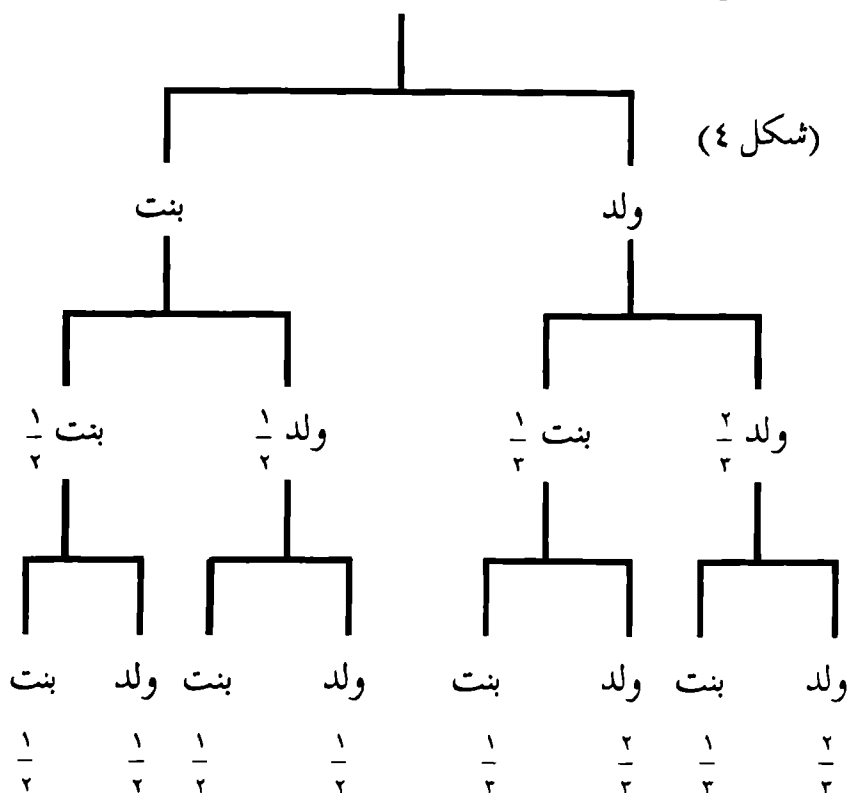 (شكل ٤)
ولد بنت
ولد ٢/٣ بنت ١/٣ ولد ١/٢ بنت ١/٢
ولد بنت ولد بنت ولد بنت ولد بنت
٢/٣ ١/٣ ٢/٣ ١/٣ ١/٢ ١/٢ ١/٢ ١/٢